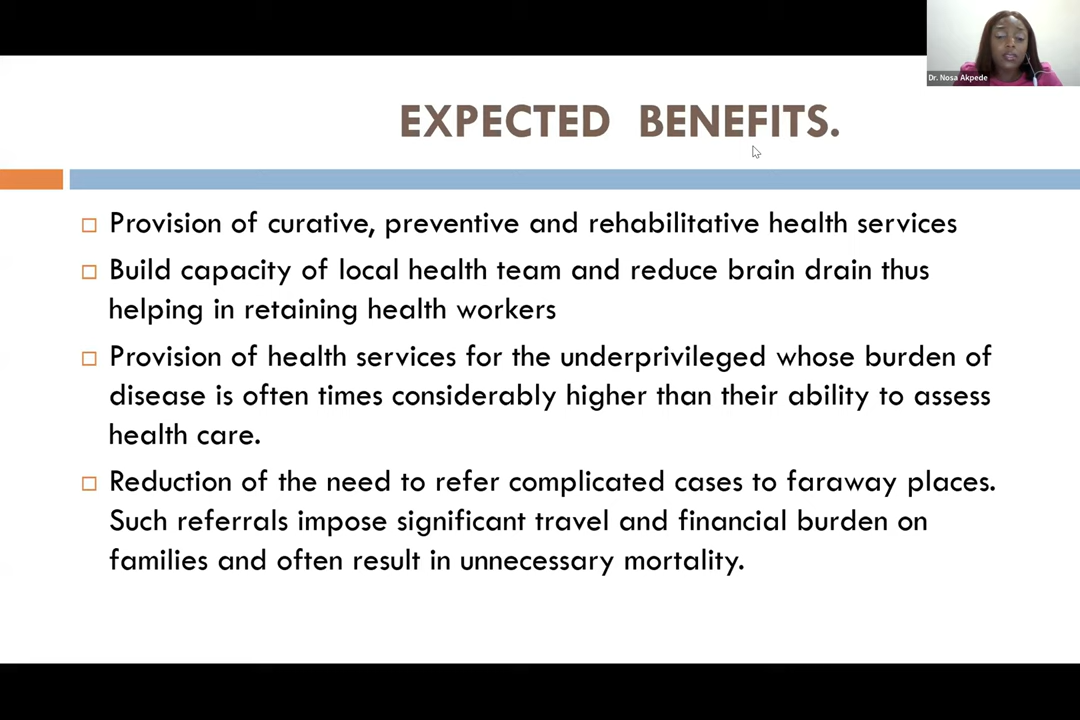 Dr. Nosa Akpede
EXPECTED BENEFITS.
Provision of curative, preventive and rehabilitative health services
Build capacity of local health team and reduce brain drain thus
helping in retaining health workers
Provision of health services for the underprivileged whose burden of
disease is often times considerably higher than their ability to assess
health care.
Reduction of the need to refer complicated cases to faraway places.
Such referrals impose significant travel and financial burden on
families and often result in unnecessary mortality.